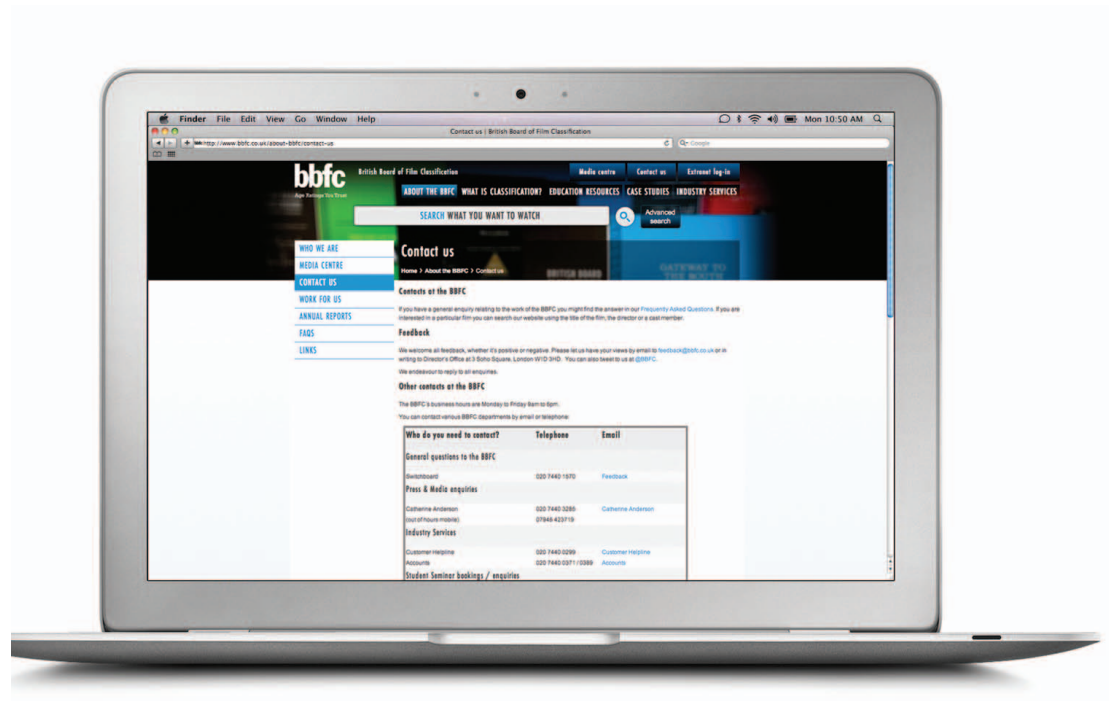 Finder File Edit View Go Window Help
Mon 10:50 AM
Contact us | British Board of Film Classification
http://www.bbfc.co.uk/about-bbfc/contact-us
Google
bbfc
Age Ratings You Trust
British Board of Film Classification
Media centre Contact us Extranet log-in
ABOUT THE BBFC WHAT IS CLASSIFICATION? EDUCATION RESOURCES CASE STUDIES INDUSTRY SERVICES
SEARCH WHAT YOU WANT TO WATCH
Advanced
search
WHO WE ARE
MEDIA CENTRE
CONTACT US
WORK FOR US
ANNUAL REPORTS
FAQS
LINKS
Contact us
Home > About the BBFC > Contact us
BRITISH BOARD
GATEWAY TO
THE SOUTH
Contacts at the BBFC
If you have a general enquiry relating to the work of the BBFC you might find the answer in our Frequently Asked Questions. If you are
interested in a particular film you can search our website using the title of the film, the director or a cast member.
Feedback
We welcome all feedback, whether it's positive or negative. Please let us have your views by email to feedback@bbfc.co.uk or in
writing to Director's Office at 3 Soho Square, London W1D 3HD. You can also tweet to us at @BBFC.
We endeavour to reply to all enquiries.
Other contacts at the BBFC
The BBFC's business hours are Monday to Friday 9am to 6pm.
You can contact various BBFC departments by email or telephone:
Who do you need to contact? Telephone Email
General questions to the BBFC
Switchboard 020 7440 1570 Feedback
Press & Media enquiries
Catherine Anderson 020 7440 3285 Catherine Anderson
(out of hours mobile) 07946 423719
Industry Services
Customer Helpline 020 7440 0299 Customer Helpline
Accounts 020 7440 0371 / 0389 Accounts
Student Seminar bookings / enquiries